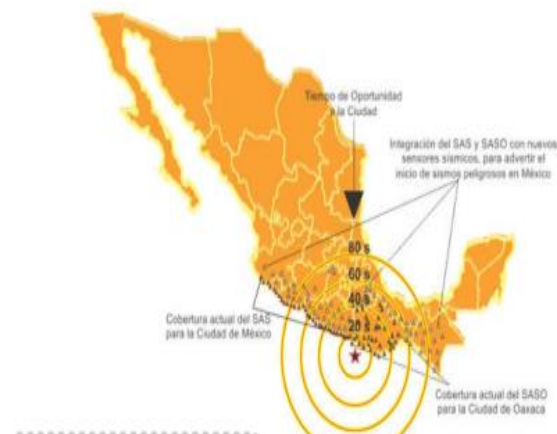 Tiempo de Oportunidad
a la Ciudad
Integración del SAS y SASO con nuevos
sensores sísmicos, para advertir el
inicio de sismos peligrosos en México
80 s
60 s
40 s
20 s
Cobertura actual del SAS
para la Ciudad de México
Cobertura actual del SASO
para la Ciudad de Oaxaca